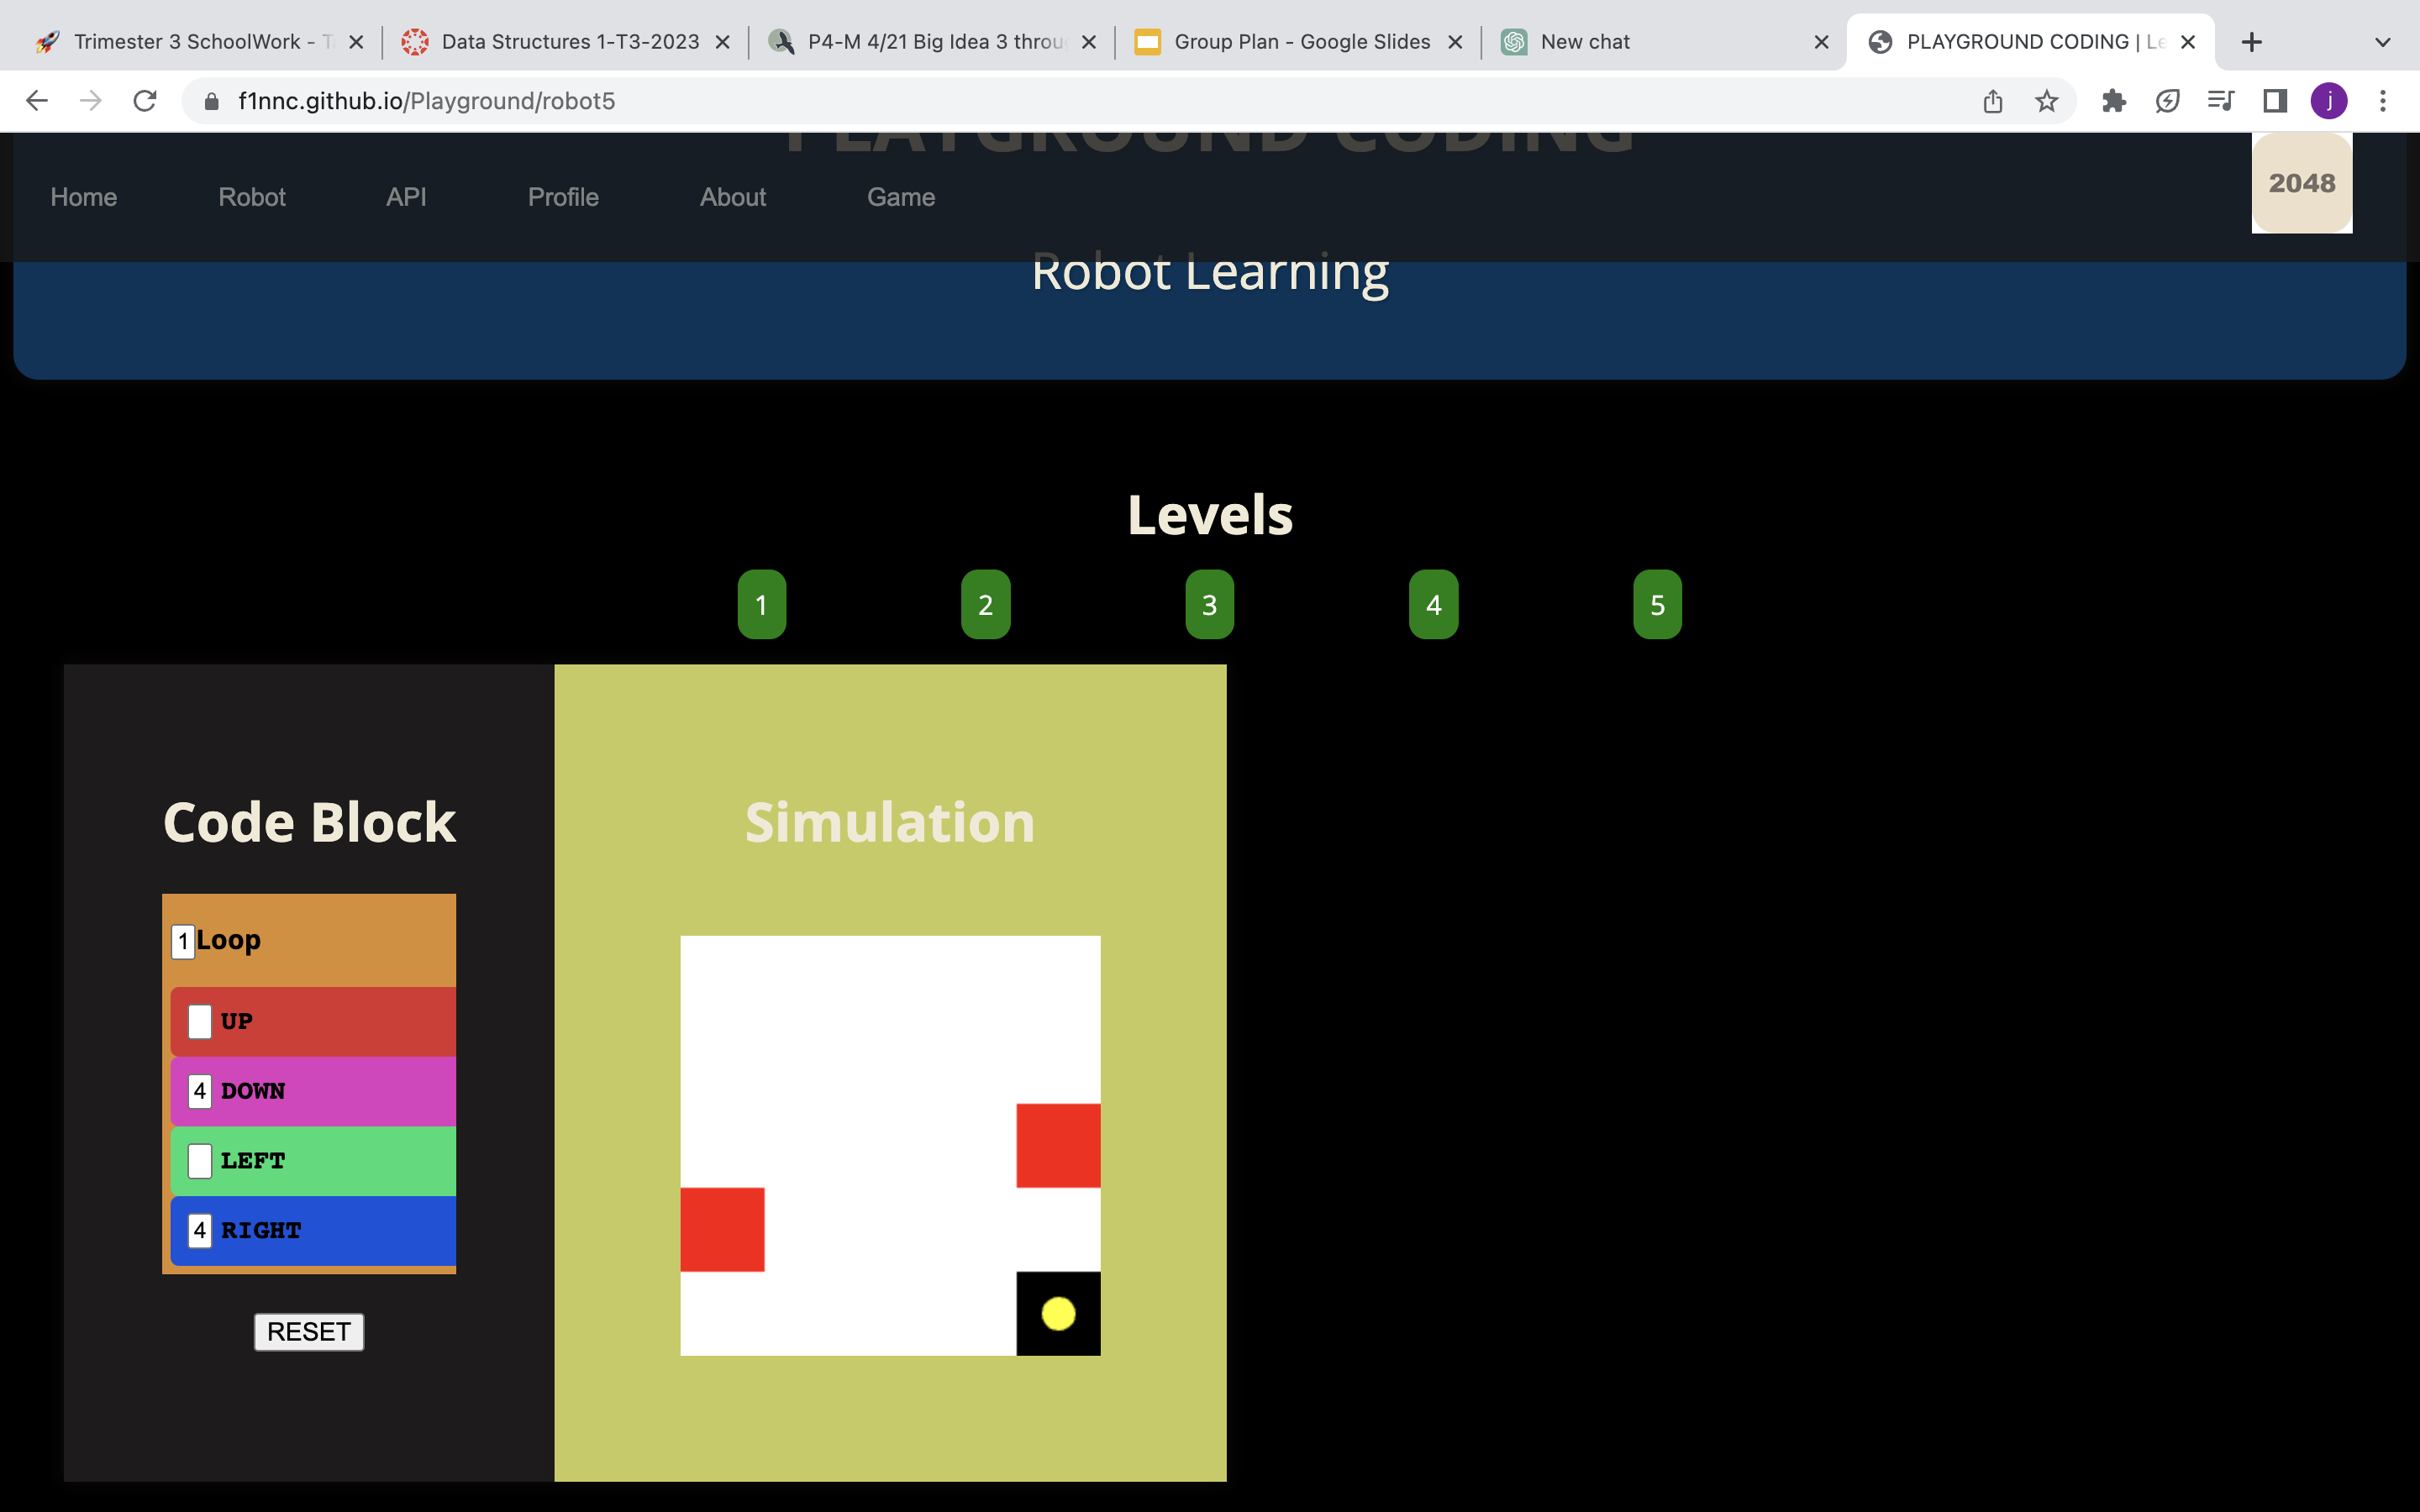 Trimester 3 SchoolWork - T
Data Structures 1-T3-2023
P4-M 4/21 Big Idea 3 throu
Group Plan - Google Slides
New chat
PLAYGROUND CODING | Le
f1nnc.github.io/Playground/robot5
j
PLAYGROUND CODING
Home
Robot
API
Profile
About
Game
2048
Robot Learning
Levels
1
2
3
4
5
Code Block
1 Loop
UP
4 DOWN
LEFT
4 RIGHT
RESET
Simulation